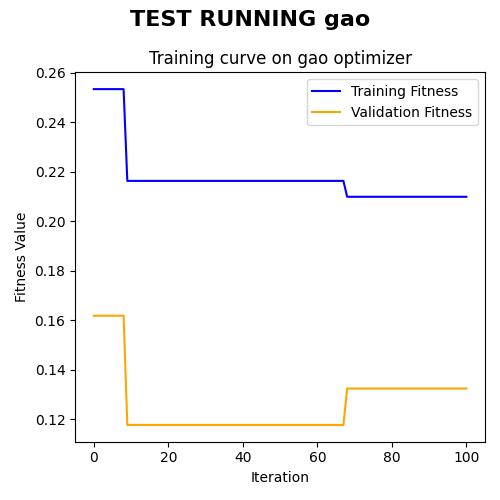 TEST RUNNING gao
Training curve on gao optimizer
Training Fitness
Validation Fitness
Fitness Value
0.26
0.24
0.22
0.20
0.18
0.16
0.14
0.12
0 20 40 60 80 100
Iteration